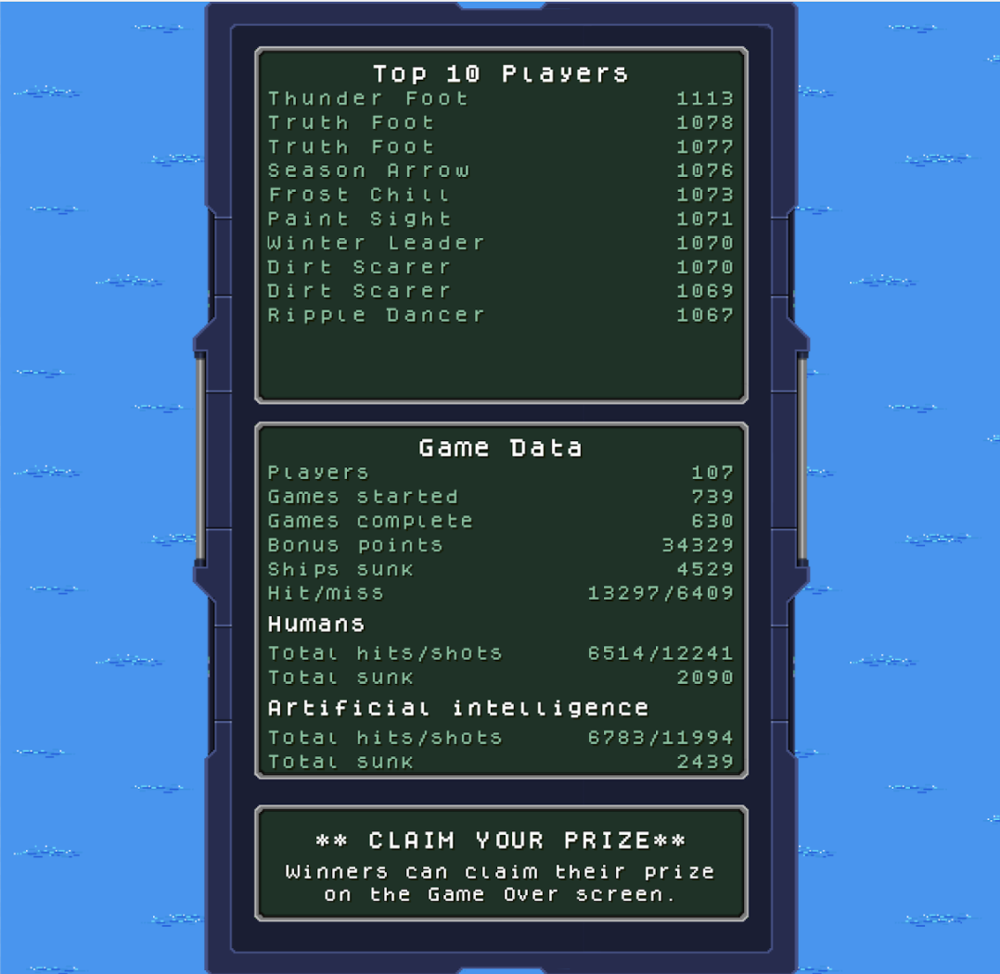 Top 10 Players
Thunder Foot 1113
Truth Foot 1078
Truth Foot 1077
Season Arrow 1076
Frost Chill 1073
Paint Sight 1071
Winter Leader 1070
Dirt Scarer 1070
Dirt Scarer 1069
Ripple Dancer 1067
Game Data
Players 107
Games started 739
Games complete 630
Bonus points 34329
Ships sunk 4529
Hit/miss 13297/6409
Humans
Total hits/shots 6514/12241
Total sunk 2090
Artificial intelligence
Total hits/shots 6783/11994
Total sunk 2439
** CLAIM YOUR PRIZE**
Winners can claim their prize
on the Game Over screen.